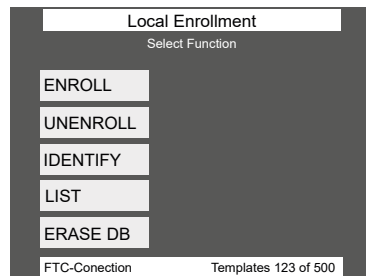 Local Enrollment
Select Function
ENROLL
UNENROLL
IDENTIFY
LIST
ERASE DB
FTC-Conection Templates 123 of 500